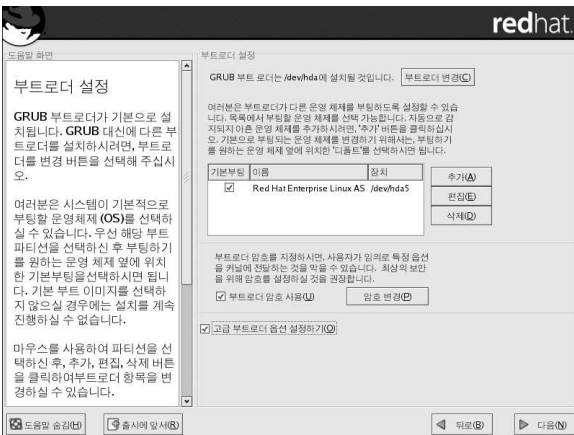 redhat.
도움말 화면
부트로더 설정
GRUB 부트로더가 기본으로 설
치됩니다. GRUB 대신에 다른 부
트로더를 설치하시려면, 부트로
더를 변경 버튼을 선택해 주십시
오.
여러분은 시스템이 기본적으로
부팅할 운영체제 (OS)를 선택하
실 수 있습니다. 우선 해당 부트
파티션을 선택하신 후 부팅하기
를 원하는 운영 체제 옆에 위치
한 기본부팅을선택하시면 됩니
다. 기본 부트 이미지를 선택하
지 않으실 경우에는 설치를 계속
진행하실 수 없습니다.
마우스를 사용하여 파티션을 선
택하신 후, 추가, 편집, 삭제 버튼
을 클릭하여부트로더 항목을 변
경하실 수 있습니다.
부트로더 설정
GRUB 부트 로더는 /dev/hda에 설치될 것입니다.
부트로더 변경(C)
여러분은 부트로더가 다른 운영 체제를 부팅하도록 설정할 수 있습
니다. 목록에서 부팅할 운영 체제를 선택 가능합니다. 자동으로 감
지되지 아흔 운영 체제를 추가하시려면, '추가' 버튼을 클릭하십시
오. 기본으로 부팅되는 운영 체제를 변경하기 위해서는, 부팅하기
를 원하는 운영 체제 옆에 위치한 '디폴트'를 선택하시면 됩니다.
기본부팅 이름 장치
Red Hat Enterprise Linux AS /dev/hda5
추가(A)
편집(E)
삭제(D)
부트로더 암호를 지정하시면, 사용자가 임의로 특정 옵션
을 커널에 전달하는 것을 막을 수 있습니다. 최상의 보안
을 위해 암호를 설정하실 것을 권장합니다.
부트로더 암호 사용(U)
암호 변경(P)
고급 부트로더 옵션 설정하기(O)
도움말 숨김(H)
출시에 앞서(R)
뒤로(B)
다음(N)